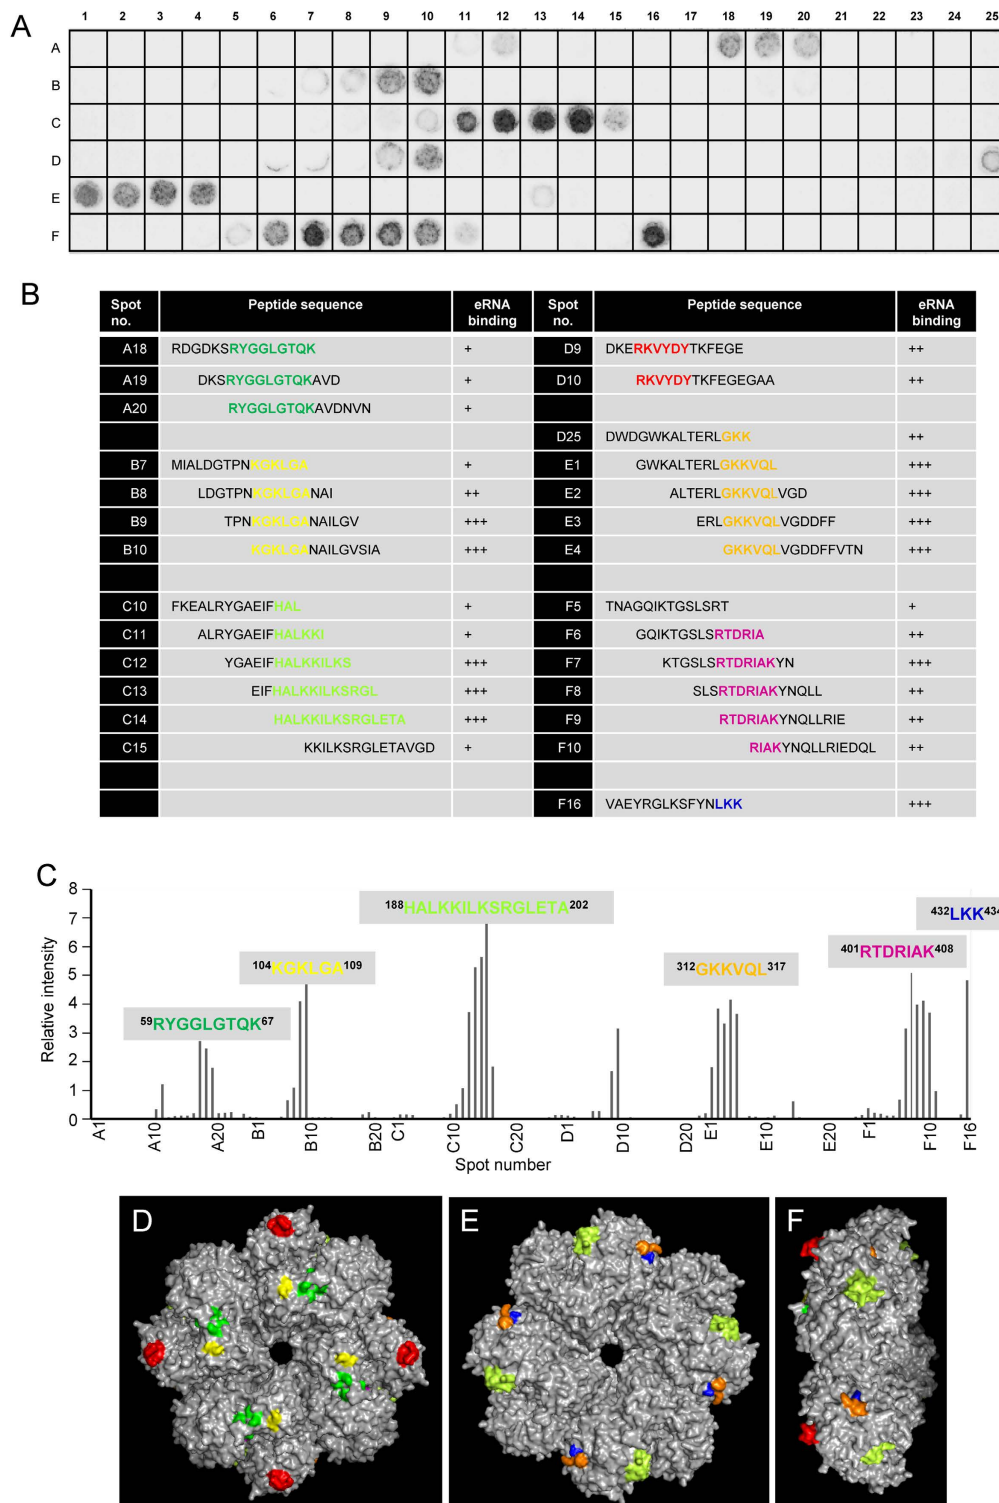 A
1 2 3 4 5 6 7 8 9 10 11 12 13 14 15 16 17 18 19 20 21 22 23 24 25
A
B
C
D
E
F
B
Spot no. Peptide sequence eRNA binding Spot no. Peptide sequence eRNA binding
A18 RDGDKSRYGGLGTQK + D9 DKERKVYDYTKFEGE ++
A19 DKSRYGGLGTQKAVD + D10 RKVYDYTKFEGEGAA ++
A20 RYGGLGTQKAVDNVN +
D25 DWDGWKALTERLGKK ++
B7 MIALDGTPNKGKLGA + E1 GWKALTERLGKKVQL +++
B8 LDGTPNKGKLGANAI ++ E2 ALTERLGKKVQLVGD +++
B9 TPNKGKLGANAILGV +++ E3 ERLGKKVQLVGDDFF +++
B10 KGKLGANAILGVSIA +++ E4 GKKVQLVGDDFFVTN +++
C10 FKEALRYGAEIFHAL + F5 TNAGQIKTGSLSRT +
C11 ALRYGAEIFHALKKI + F6 GQIKTGSLSRTDRIA ++
C12 YGAEIFHALKKILKS +++ F7 KTGSLSRTDRIAKYN +++
C13 EIFHALKKILKSRGL +++ F8 SLSRTDRIAKYNQLL ++
C14 HALKKILKSRGLETA +++ F9 RTDRIAKYNQLLRIE ++
C15 KKILKSRGLETAVGD + F10 RIAKYNQLLRIEDQL ++
F16 VAEYRGLKSFYNLKK +++
C
8
7
6
5
4
3
2
1
0
Relative intensity
59RYGGLGTQK67
104KGKLGA109
188HALKKILKSRGLETA202
312GKKVQL317
401RTDRIAK408
432LKK434
A1 A10 A20 B1 B10 B20 C1 C10 C20 D1 D10 D20 E1 E10 E20 F1 F10 F16
Spot number
D
E
F